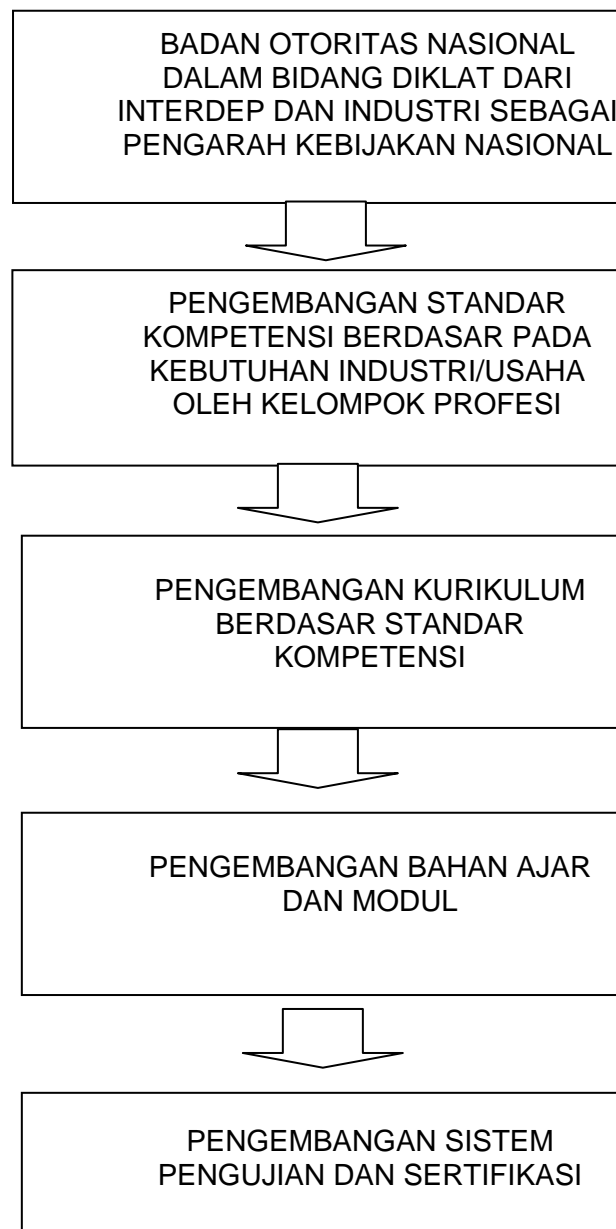 BADAN OTORITAS NASIONAL
DALAM BIDANG DIKLAT DARI
INTERDEP DAN INDUSTRI SEBAGAI
PENGARAH KEBIJAKAN NASIONAL
PENGEMBANGAN STANDAR
KOMPETENSI BERDASAR PADA
KEBUTUHAN INDUSTRI/USAHA
OLEH KELOMPOK PROFESI
PENGEMBANGAN KURIKULUM
BERDASAR STANDAR
KOMPETENSI
PENGEMBANGAN BAHAN AJAR
DAN MODUL
PENGEMBANGAN SISTEM
PENGUJIAN DAN SERTIFIKASI